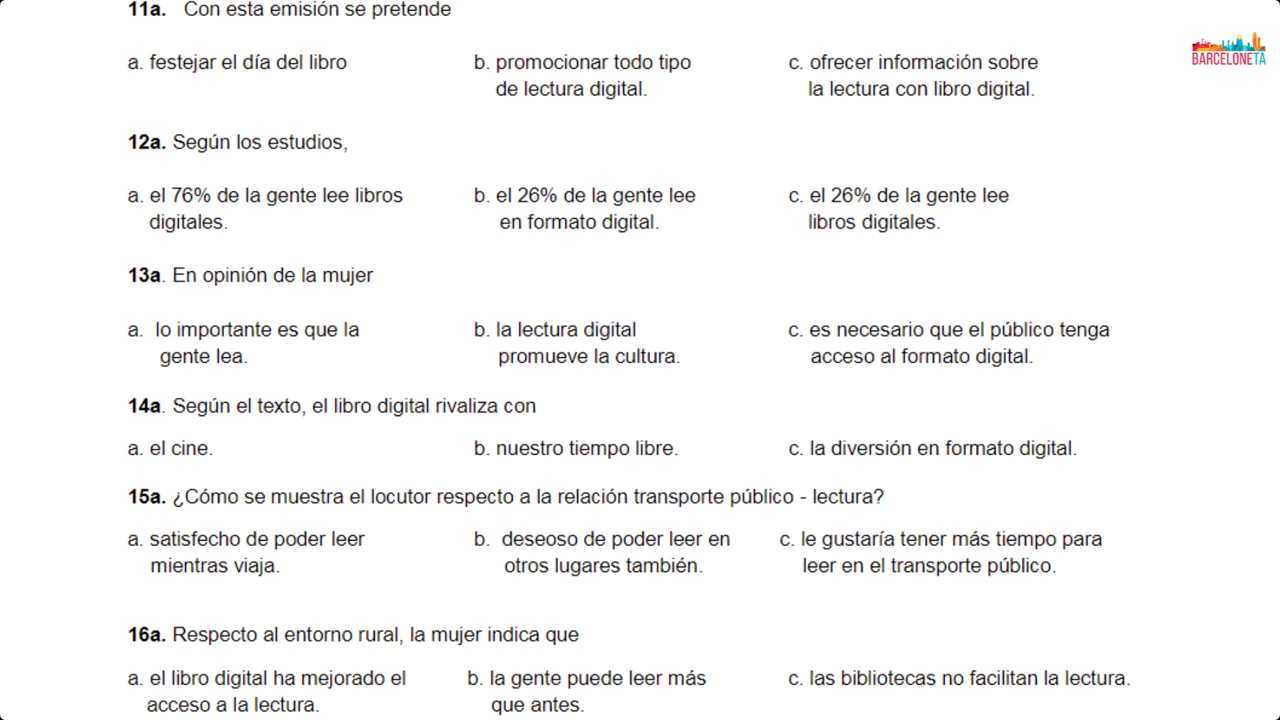 11a. Con esta emisión se pretende
BARCELONETA
a. festejar el día del libro
b. promocionar todo tipo
de lectura digital.
c. ofrecer información sobre
la lectura con libro digital.
12a. Según los estudios,
a. el 76% de la gente lee libros
digitales.
b. el 26% de la gente lee
en formato digital.
c. el 26% de la gente lee
libros digitales.
13a. En opinión de la mujer
a. lo importante es que la
gente lea.
b. la lectura digital
promueve la cultura.
c. es necesario que el público tenga
acceso al formato digital.
14a. Según el texto, el libro digital rivaliza con
a. el cine.
b. nuestro tiempo libre.
c. la diversión en formato digital.
15a. ¿Cómo se muestra el locutor respecto a la relación transporte público - lectura?
a. satisfecho de poder leer
mientras viaja.
b. deseoso de poder leer en
otros lugares también.
c. le gustaría tener más tiempo para
leer en el transporte público.
16a. Respecto al entorno rural, la mujer indica que
a. el libro digital ha mejorado el
acceso a la lectura.
b. la gente puede leer más
que antes.
c. las bibliotecas no facilitan la lectura.